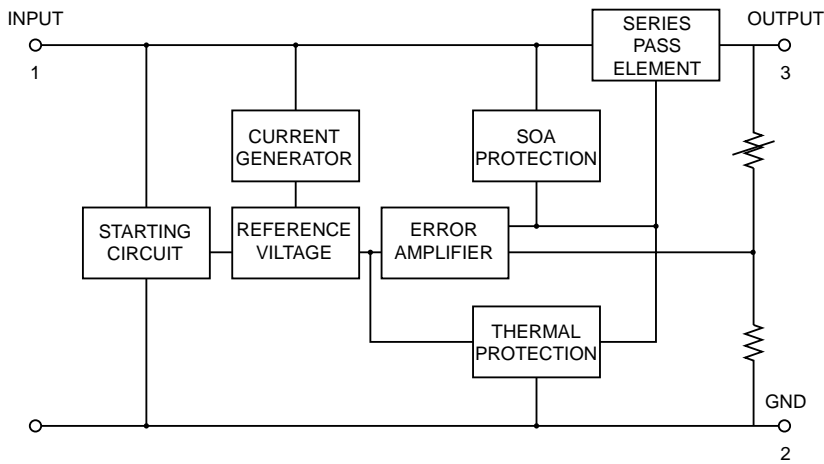 INPUT
1
SERIES
PASS
ELEMENT
OUTPUT
3
CURRENT
GENERATOR
SOA
PROTECTION
STARTING
CIRCUIT
REFERENCE
VILTAGE
ERROR
AMPLIFIER
THERMAL
PROTECTION
GND
2